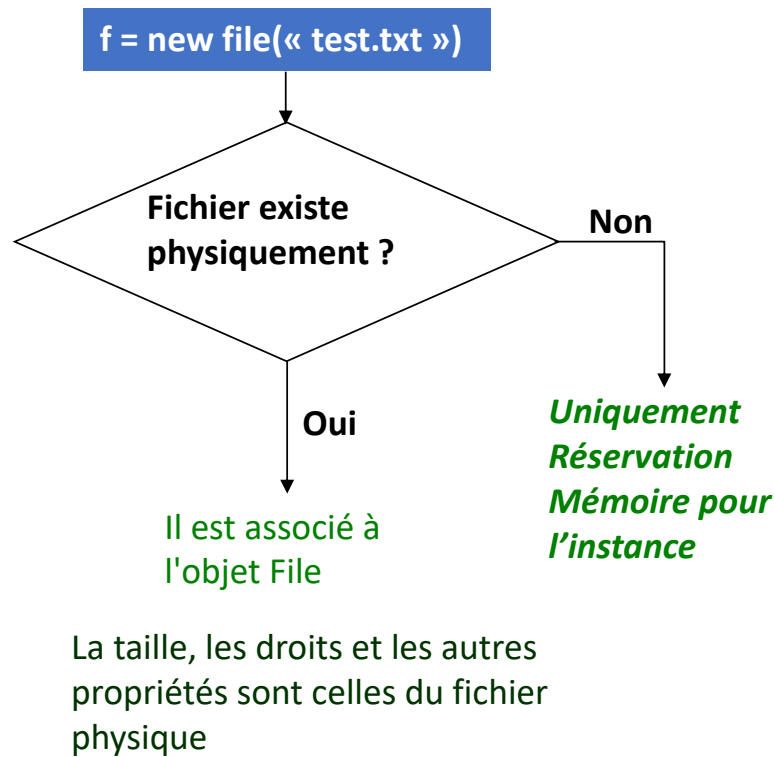 f = new file(« test.txt »)
Fichier existe
physiquement ?
Non
Oui
Uniquement
Réservation
Mémoire pour
l’instance
Il est associé à
l'objet File
La taille, les droits et les autres
propriétés sont celles du fichier
physique